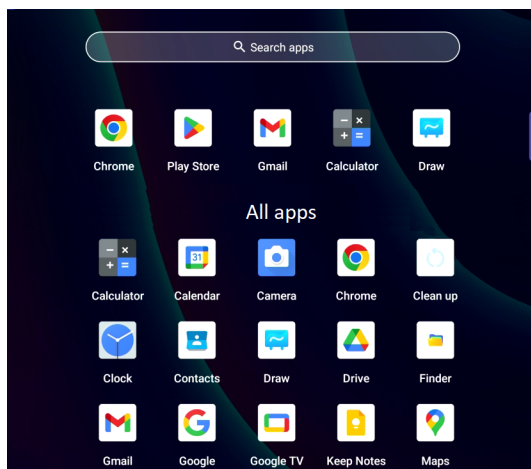 Search apps
Chrome Play Store Gmail Calculator Draw
All apps
31
Calculator Calendar Camera Chrome Clean up
Clock Contacts Draw Drive Finder
Gmail Google Google TV Keep Notes Maps